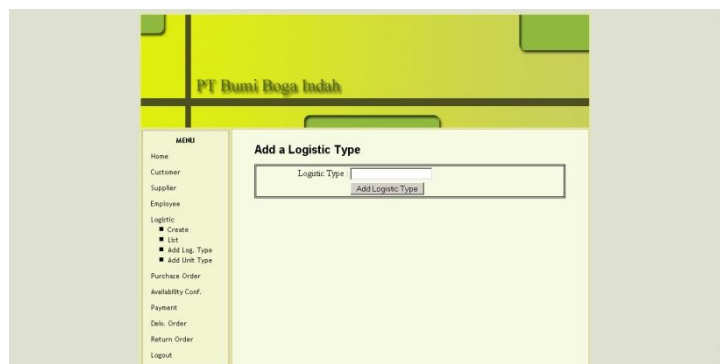 PT Bumi Boga Indah
MENU
Home
Customer
Supplier
Employee
Logistic
Create
List
Add Log. Type
Add Unit Type
Purchase Order
Availability Conf.
Payment
Deliv. Order
Return Order
Logout
Add a Logistic Type
Logistic Type :
Add Logistic Type